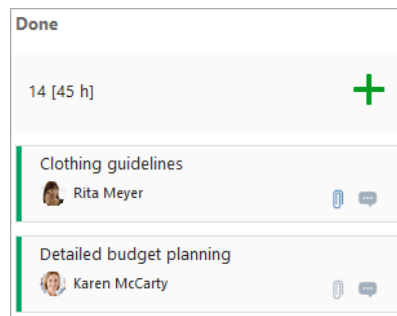 Done
14 [45 h]
Clothing guidelines
Rita Meyer
Detailed budget planning
Karen McCarty